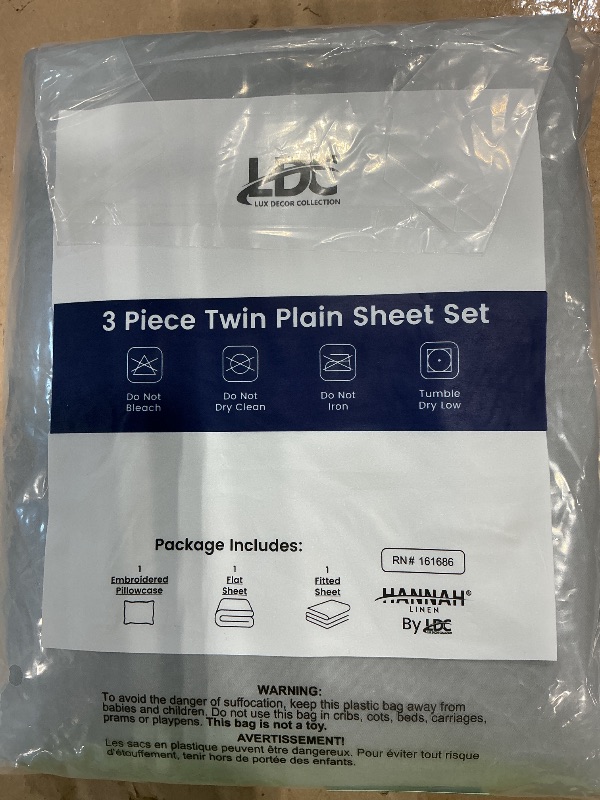 LDC
LUX DECOR COLLECTION
3 Piece Twin Plain Sheet Set
Do Not
Bleach
Do Not
Dry Clean
Do Not
Iron
Tumble
Dry Low
Package Includes:
1
Embroidered
Pillowcase
1
Flat
Sheet
1
Fitted
Sheet
RN# 161686
HANNAH®
LINEN
By LDC
WARNING:
To avoid the danger of suffocation, keep this plastic bag away from
babies and children. Do not use this bag in cribs, cots, beds, carriages,
prams or playpens. This bag is not a toy.
AVERTISSEMENT!
Les sacs en plastique peuvent être dangereux. Pour éviter tout risque
d'étouffement, tenir hors de portée des enfants.